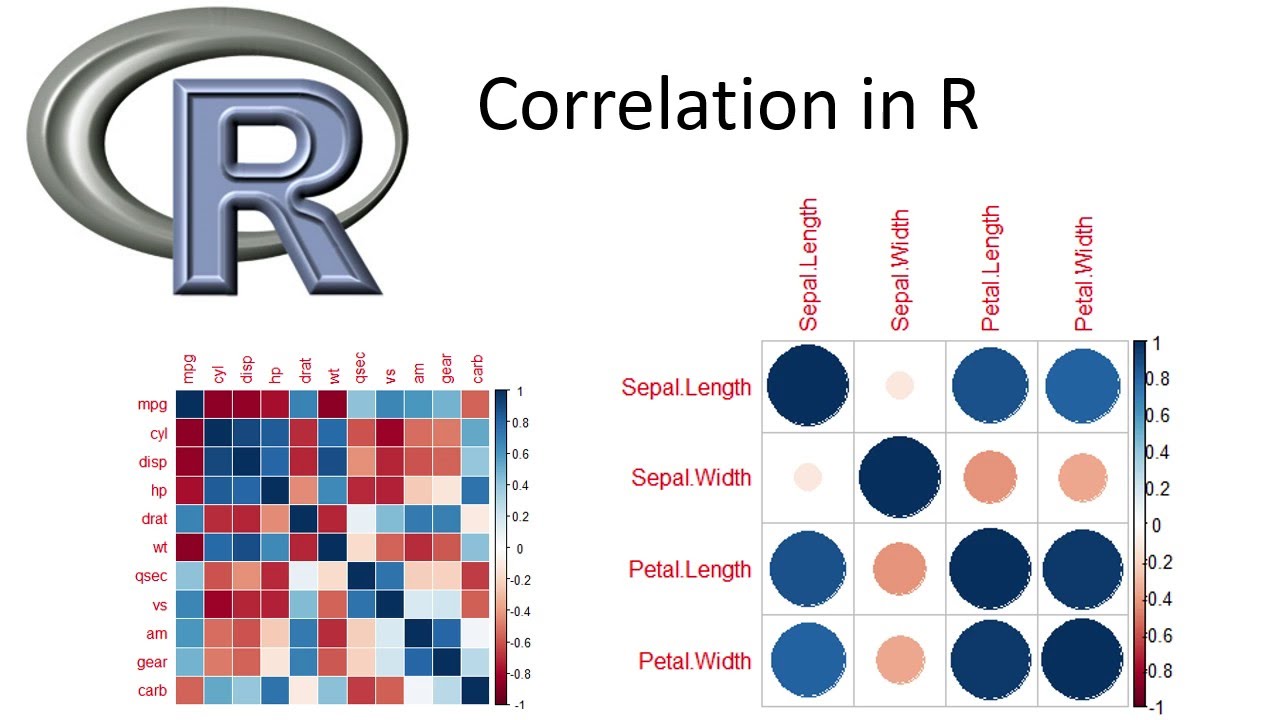 R
Correlation in R
mpg cyl disp hp drat wt qsec vs am gear carb
mpg
cyl
disp
hp
drat
wt
qsec
vs
am
gear
carb
1
0.8
0.6
0.4
0.2
0
-0.2
-0.4
-0.6
-0.8
-1
Sepal.Length Sepal.Width Petal.Length Petal.Width
Sepal.Length
Sepal.Width
Petal.Length
Petal.Width
1
0.8
0.6
0.4
0.2
0
-0.2
-0.4
-0.6
-0.8
-1